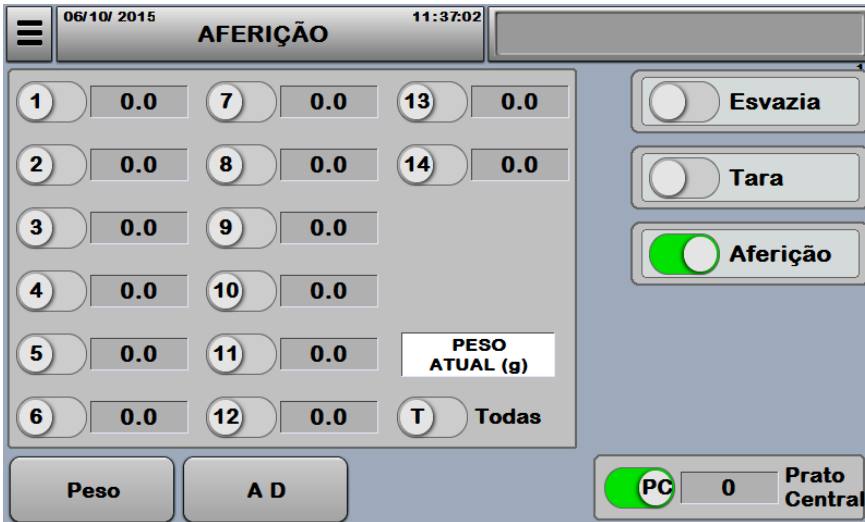 06/10/ 2015
AFERIÇÃO
11:37:02
1
1 0.0 7 0.0 13 0.0
Esvazia
2 0.0 8 0.0 14 0.0
Tara
3 0.0 9 0.0
Aferição
4 0.0 10 0.0
5 0.0 11 0.0
PESO
ATUAL (g)
6 0.0 12 0.0 T Todas
Peso
A D
PC 0 Prato
Central